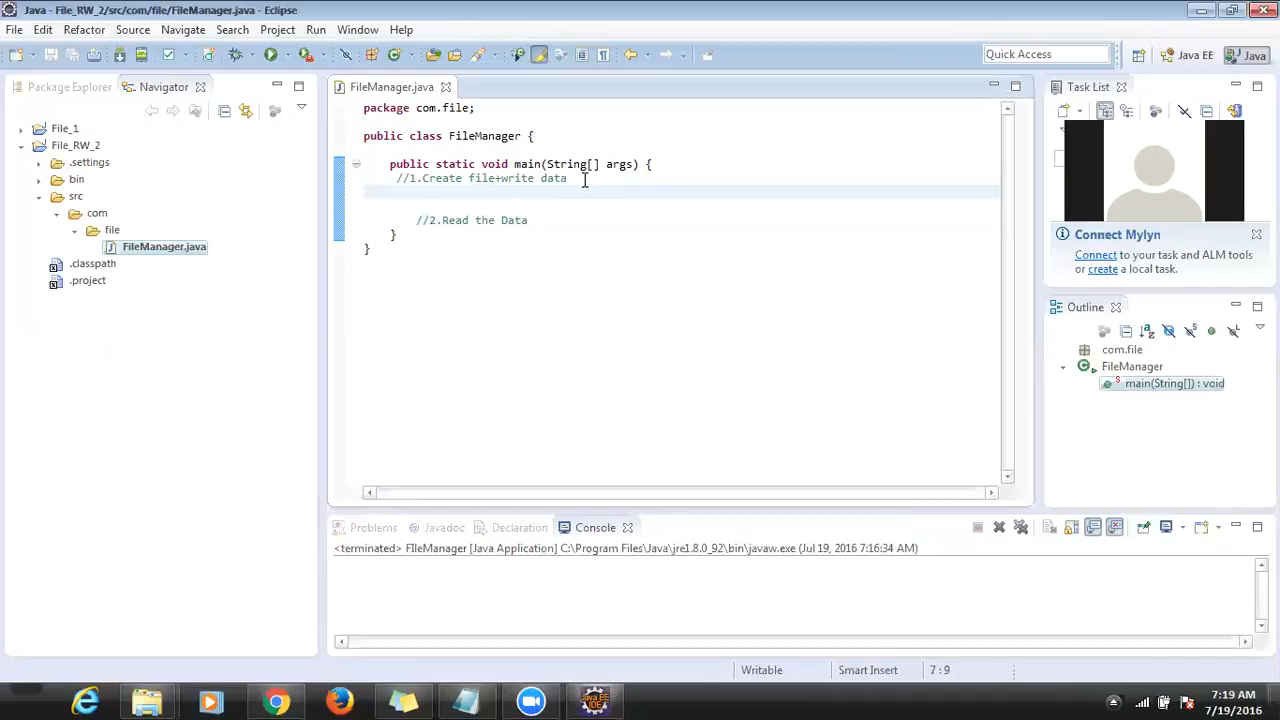 Java - File_RW_2/src/com/file/FileManager.java - Eclipse
File Edit Refactor Source Navigate Search Project Run Window Help
Quick Access Java EE Java
Package Explorer Navigator
File_1
File_RW_2
.settings
bin
src
com
file
FileManager.java
.classpath
.project
FileManager.java
package com.file;
public class FileManager {
public static void main(String[] args) {
//1.Create file+write data
//2.Read the Data
}
}
Task List
Connect Mylyn
Connect to your task and ALM tools
or create a local task.
Outline
com.file
FileManager
main(String[]) : void
Problems @ Javadoc Declaration Console
<terminated> FIleManager [Java Application] C:\Program Files\Java\jre1.8.0_92\bin\javaw.exe (Jul 19, 2016 7:16:34 AM)
Writable Smart Insert 7 : 9
Java EE
IDE
7:19 AM
7/19/2016